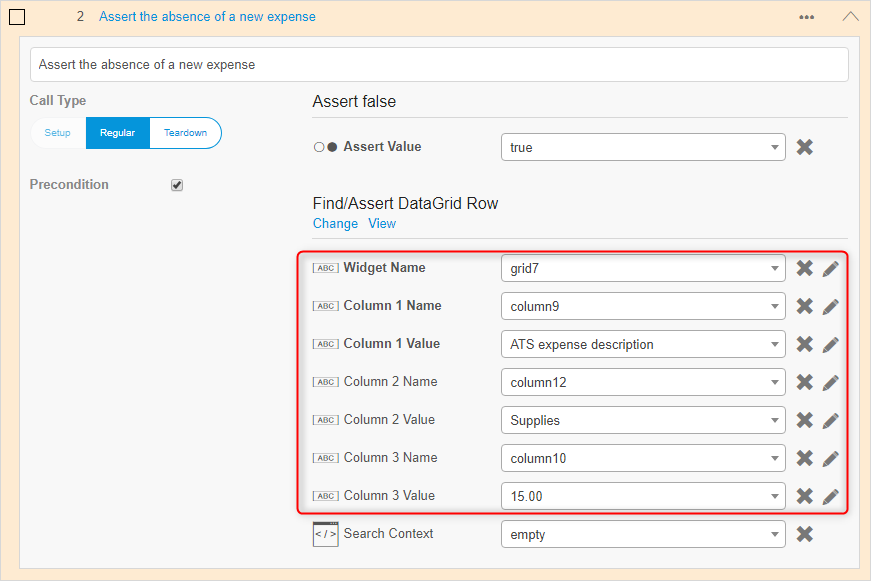 2 Assert the absence of a new expense
Assert the absence of a new expense
Call Type
Setup Regular Teardown
Precondition
Assert false
Assert Value true
Find/Assert DataGrid Row
Change View
ABC Widget Name grid7
ABC Column 1 Name column9
ABC Column 1 Value ATS expense description
ABC Column 2 Name column12
ABC Column 2 Value Supplies
ABC Column 3 Name column10
ABC Column 3 Value 15.00
</> Search Context empty